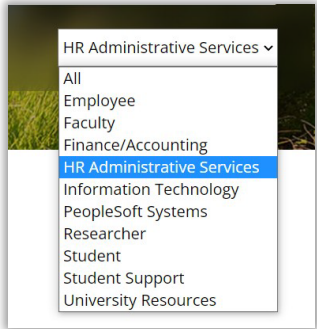 HR Administrative Services
All
Employee
Faculty
Finance/Accounting
HR Administrative Services
Information Technology
PeopleSoft Systems
Researcher
Student
Student Support
University Resources